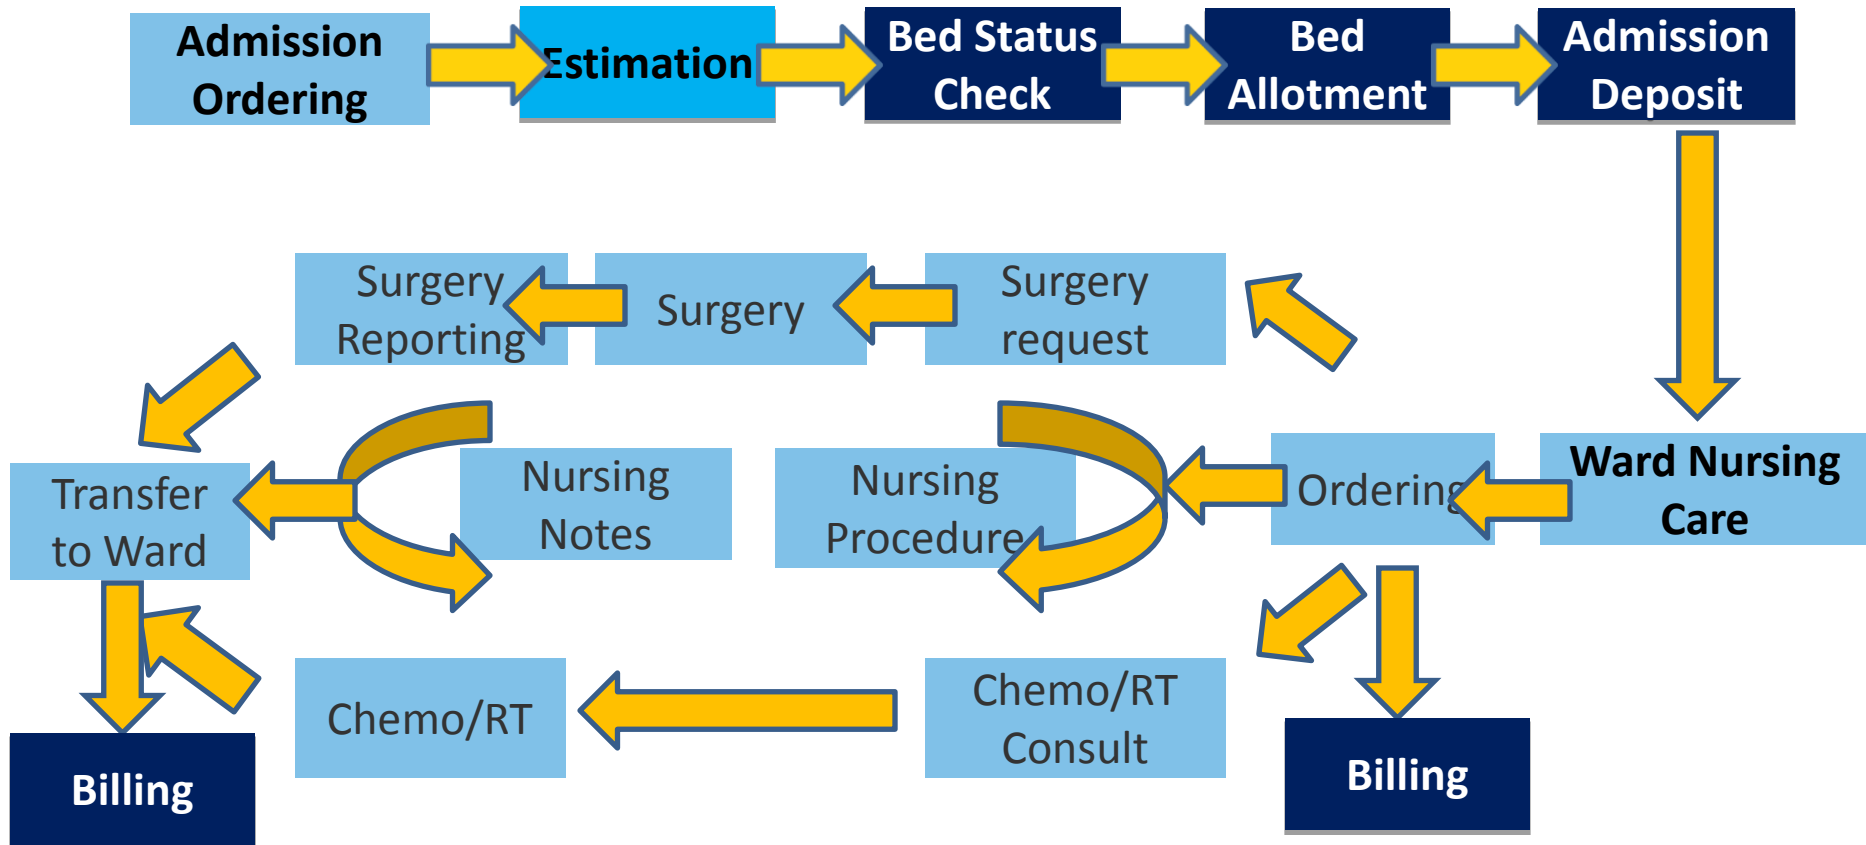 Admission
Ordering
Estimation
Bed Status
Check
Bed
Allotment
Admission
Deposit
Surgery
Reporting
Surgery
Surgery
request
Transfer
to Ward
Nursing
Notes
Nursing
Procedure
Ordering
Ward Nursing
Care
Chemo/RT
Chemo/RT
Consult
Billing
Billing